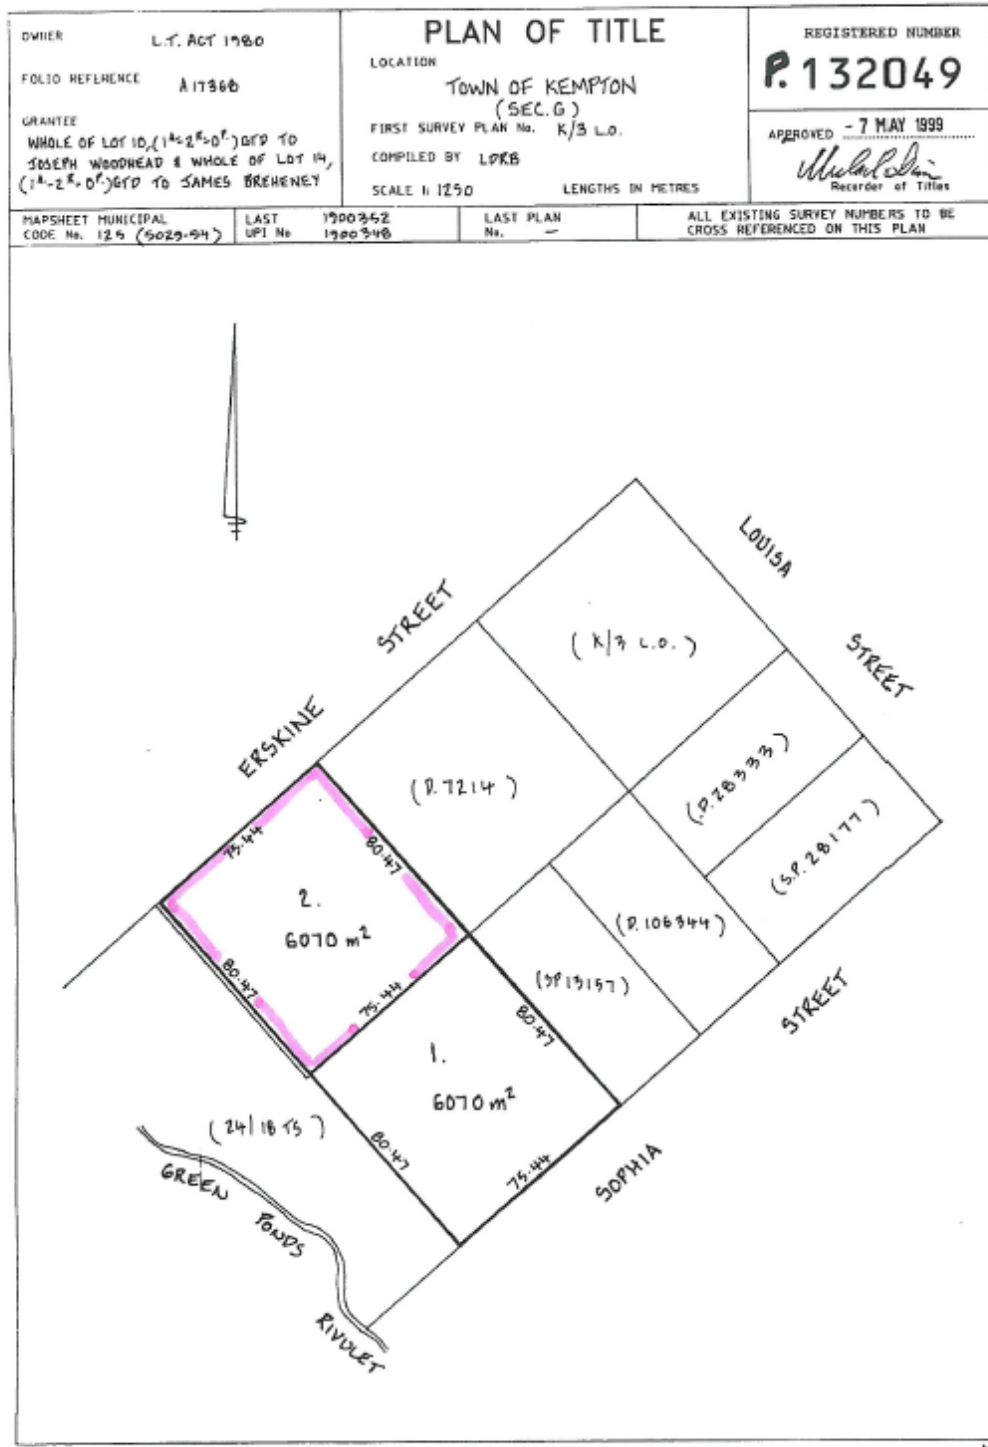 OWNER L.T. ACT 1980
FOLIO REFERENCE A17368
GRANTEE
WHOLE OF LOT 10,(1A-2R-0P.)GTD TO
JOSEPH WOODHEAD & WHOLE OF LOT 14,
(1A-2R-0P.)GTD TO JAMES BREHENEY
PLAN OF TITLE
LOCATION
TOWN OF KEMPTON
(SEC.G)
FIRST SURVEY PLAN No. K/3 L.O.
COMPILED BY LDRB
SCALE 1: 1250 LENGTHS IN METRES
REGISTERED NUMBER
P.132049
APPROVED - 7 MAY 1999
Recorder of Titles
MAPSHEET MUNICIPAL
CODE No. 125 (5029-54)
LAST 1900352
UPI No 1900348
LAST PLAN
No. -
ALL EXISTING SURVEY NUMBERS TO BE
CROSS REFERENCED ON THIS PLAN
LOUISA
STREET
ERSKINE
STREET
(K/3 L.O.)
(D.7214)
(P.28333)
(S.P.28177)
(P.106344)
(SP13157)
75.44
80.47
2.
6070 m²
80.47
75.44
1.
6070 m²
80.47
80.47
75.44
SOPHIA
STREET
(24/18 TS)
GREEN
PONDS
RIVULET